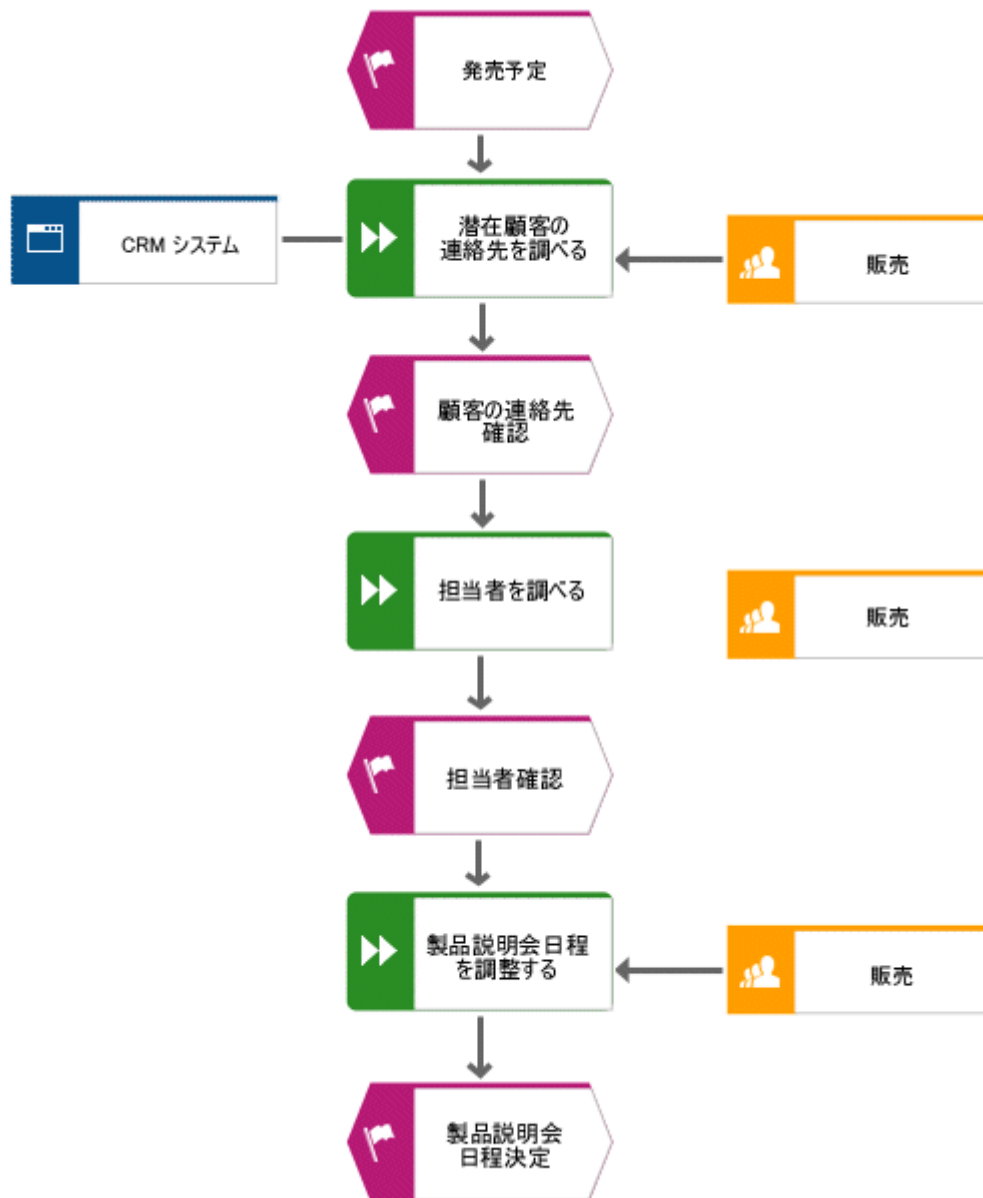 発売予定
CRM システム
潜在顧客の
連絡先を調べる
販売
顧客の連絡先
確認
担当者を調べる
販売
担当者確認
製品説明会日程
を調整する
販売
製品説明会
日程決定